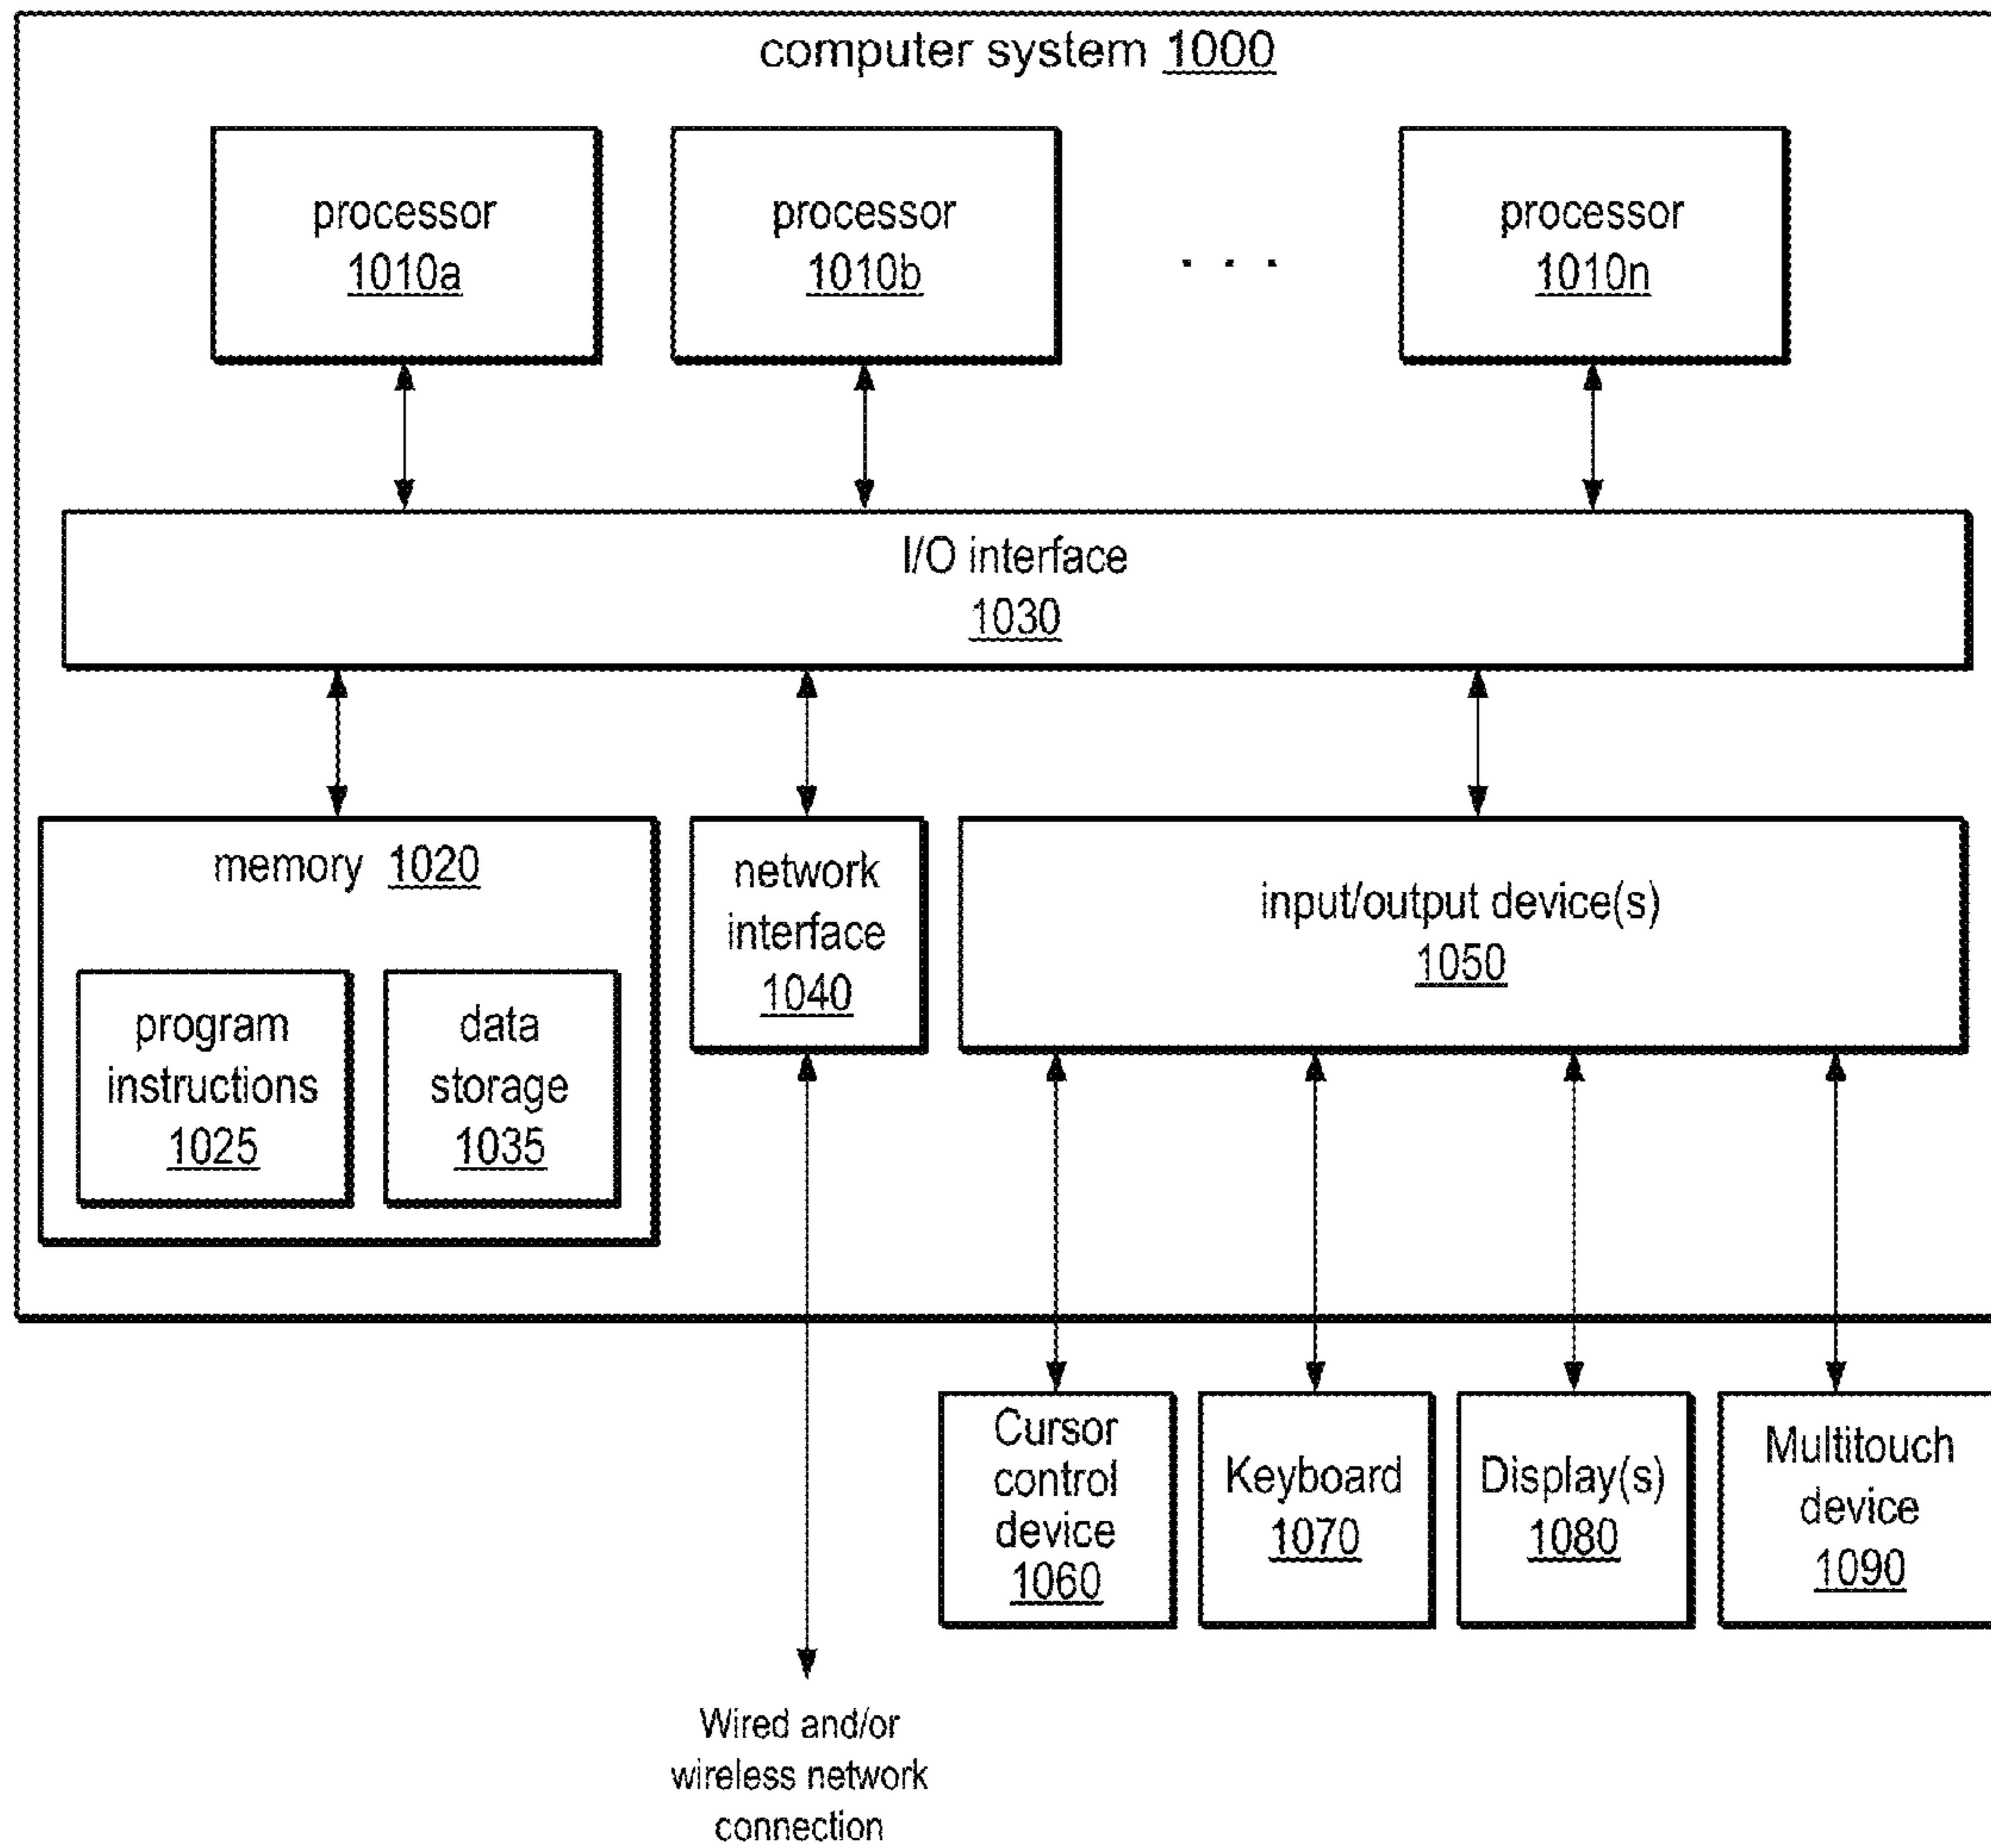 computer system 1000
processor
1010a
processor
1010b
. . .
processor
1010n
I/O interface
1030
memory 1020
program
instructions
1025
data
storage
1035
network
interface
1040
input/output device(s)
1050
Cursor
control
device
1060
Keyboard
1070
Display(s)
1080
Multitouch
device
1090
Wired and/or
wireless network
connection